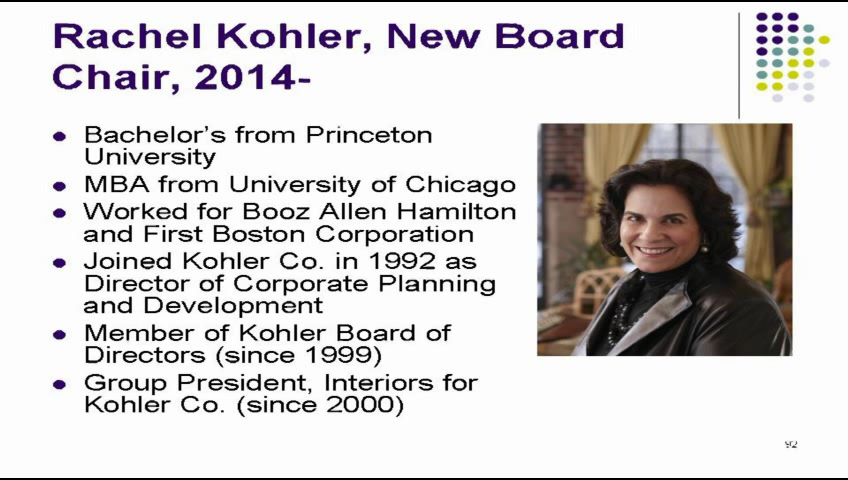 Rachel Kohler, New Board
Chair, 2014-
• Bachelor's from Princeton
University
• MBA from University of Chicago
• Worked for Booz Allen Hamilton
and First Boston Corporation
• Joined Kohler Co. in 1992 as
Director of Corporate Planning
and Development
• Member of Kohler Board of
Directors (since 1999)
• Group President, Interiors for
Kohler Co. (since 2000)
92